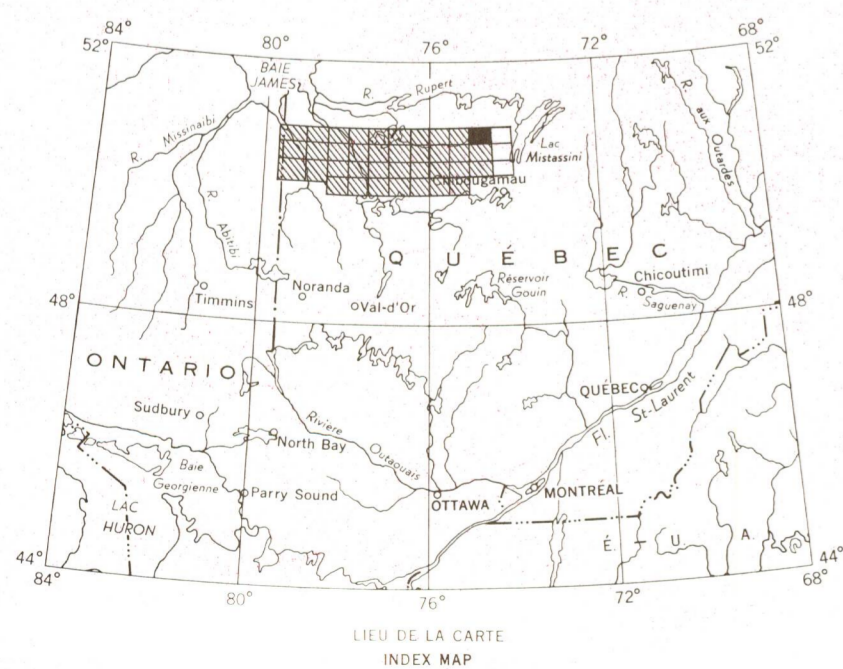 84°
80°
76°
72°
68°
52°
52°
BAIE
JAMES
R. Rupert
R. Missinaibi
Lac
Mistassini
R. aux
Outardes
R. Abitibi
Chibougamau
QUÉBEC
Timmins
Noranda
Val-d'Or
Réservoir
Gouin
Chicoutimi
R. Saguenay
48°
48°
ONTARIO
Sudbury
North Bay
Rivière Outaouais
QUÉBEC
Fl. St-Laurent
Baie
Georgienne
Parry Sound
OTTAWA
MONTRÉAL
LAC
HURON
É. U. A.
44°
44°
84°
80°
76°
72°
68°
LIEU DE LA CARTE
INDEX MAP